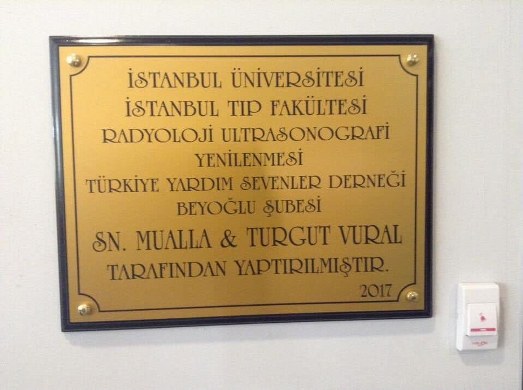 İSTANBUL ÜNİVERSİTESİ
İSTANBUL TIP FAKÜLTESİ
RADYOLOJİ ULTRASONOGRAFİ
YENİLENMESİ
TÜRKİYE YARDIM SEVENLER DERNEĞİ
BEYOĞLU ŞUBESİ
SN. MUALLA & TURGUT VURAL
TARAFINDAN YAPTIRILMIŞTIR.
2017